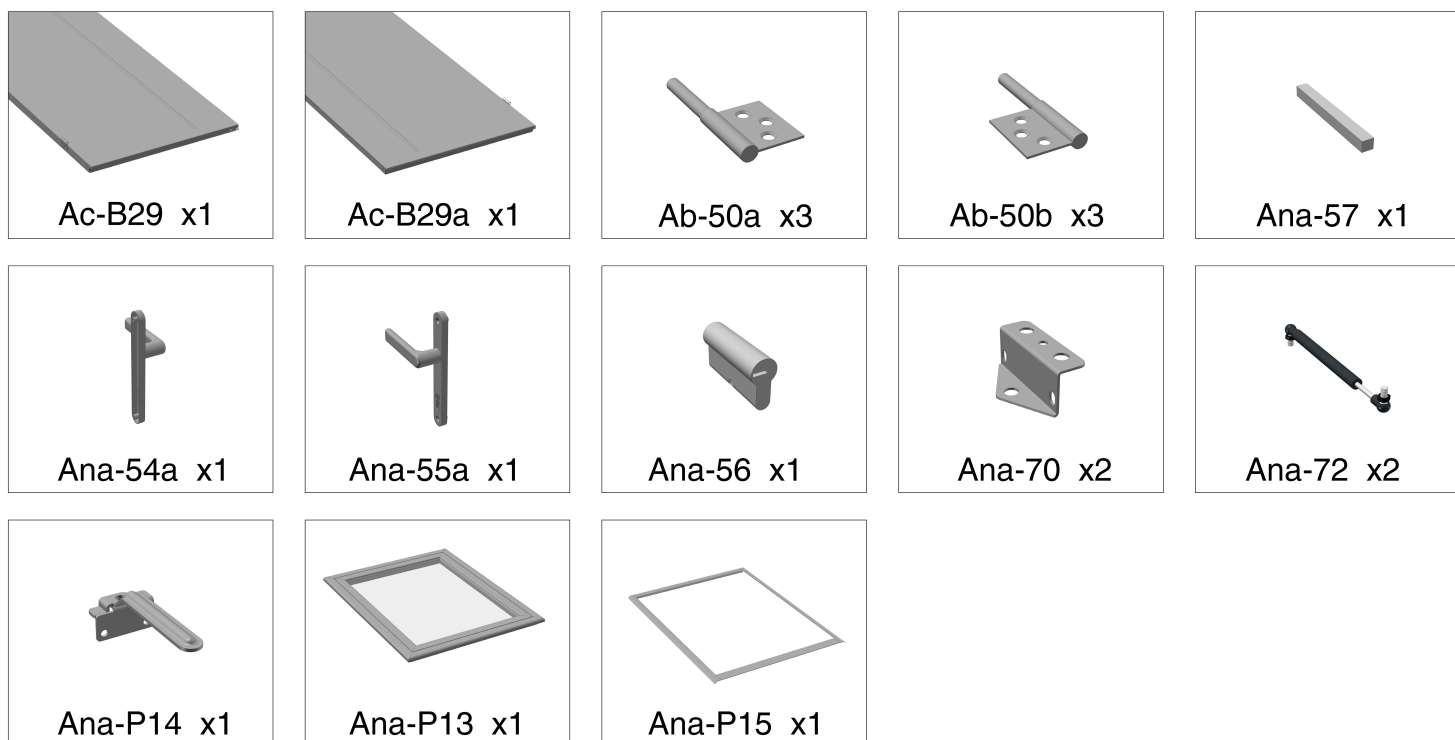 Ac-B29 x1
Ac-B29a x1
Ab-50a x3
Ab-50b x3
Ana-57 x1
Ana-54a x1
Ana-55a x1
Ana-56 x1
Ana-70 x2
Ana-72 x2
Ana-P14 x1
Ana-P13 x1
Ana-P15 x1